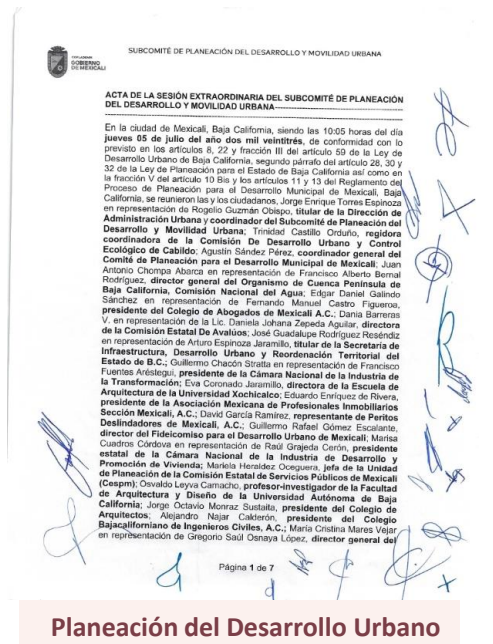 XXIV AYUNTAMIENTO
GOBIERNO
DE MEXICALI
SUBCOMITÉ DE PLANEACIÓN DEL DESARROLLO Y MOVILIDAD URBANA
ACTA DE LA SESIÓN EXTRAORDINARIA DEL SUBCOMITÉ DE PLANEACIÓN
DEL DESARROLLO Y MOVILIDAD URBANA
En la ciudad de Mexicali, Baja California, siendo las 10:05 horas del día
jueves 05 de julio del año dos mil veintitrés, de conformidad con lo
previsto en los artículos 8, 22 y fracción III del artículo 59 de la Ley de
Desarrollo Urbano de Baja California, segundo párrafo del artículo 28, 30 y
32 de la Ley de Planeación para el Estado de Baja California así como en
la fracción V del artículo 10 Bis y los artículos 11 y 13 del Reglamento del
Proceso de Planeación para el Desarrollo Municipal de Mexicali, Baja
California, se reunieron las y los ciudadanos, Jorge Enrique Torres Espinoza
en representación de Rogelio Guzmán Obispo, titular de la Dirección de
Administración Urbana y coordinador del Subcomité de Planeación del
Desarrollo y Movilidad Urbana; Trinidad Castillo Orduño, regidora
coordinadora de la Comisión De Desarrollo Urbano y Control
Ecológico de Cabildo; Agustín Sández Pérez, coordinador general del
Comité de Planeación para el Desarrollo Municipal de Mexicali; Juan
Antonio Chompa Abarca en representación de Francisco Alberto Bernal
Rodríguez, director general del Organismo de Cuenca Península de
Baja California, Comisión Nacional del Agua; Edgar Daniel Galindo
Sánchez en representación de Fernando Manuel Castro Figueroa,
presidente del Colegio de Abogados de Mexicali A.C.; Dania Barreras
V. en representación de la Lic. Daniela Johana Zepeda Aguilar, directora
de la Comisión Estatal De Avalúos; José Guadalupe Rodríguez Reséndiz
en representación de Arturo Espinoza Jaramillo, titular de la Secretaría de
Infraestructura, Desarrollo Urbano y Reordenación Territorial del
Estado de B.C.; Guillermo Chacón Stratta en representación de Francisco
Fuentes Aréstegui, presidente de la Cámara Nacional de la Industria de
la Transformación; Eva Coronado Jaramillo, directora de la Escuela de
Arquitectura de la Universidad Xochicalco; Eduardo Enríquez de Rivera,
presidente de la Asociación Mexicana de Profesionales Inmobiliarios
Sección Mexicali, A.C.; David García Ramírez, representante de Peritos
Deslindadores de Mexicali, A.C.; Guillermo Rafael Gómez Escalante,
director del Fideicomiso para el Desarrollo Urbano de Mexicali; Marisa
Cuadros Córdova en representación de Raúl Grajeda Cerón, presidente
estatal de la Cámara Nacional de la Industria de Desarrollo y
Promoción de Vivienda; Mariela Heraldez Oceguera, jefa de la Unidad
de Planeación de la Comisión Estatal de Servicios Públicos de Mexicali
(Cespm); Osvaldo Leyva Camacho, profesor-investigador de la Facultad
de Arquitectura y Diseño de la Universidad Autónoma de Baja
California; Jorge Octavio Monraz Sustaita, presidente del Colegio de
Arquitectos; Alejandro Najar Calderón, presidente del Colegio
Bajacaliforniano de Ingenieros Civiles, A.C.; María Cristina Mares Vejar
en representación de Gregorio Saúl Osnaya López, director general del
Página 1 de 7
Planeación del Desarrollo Urbano